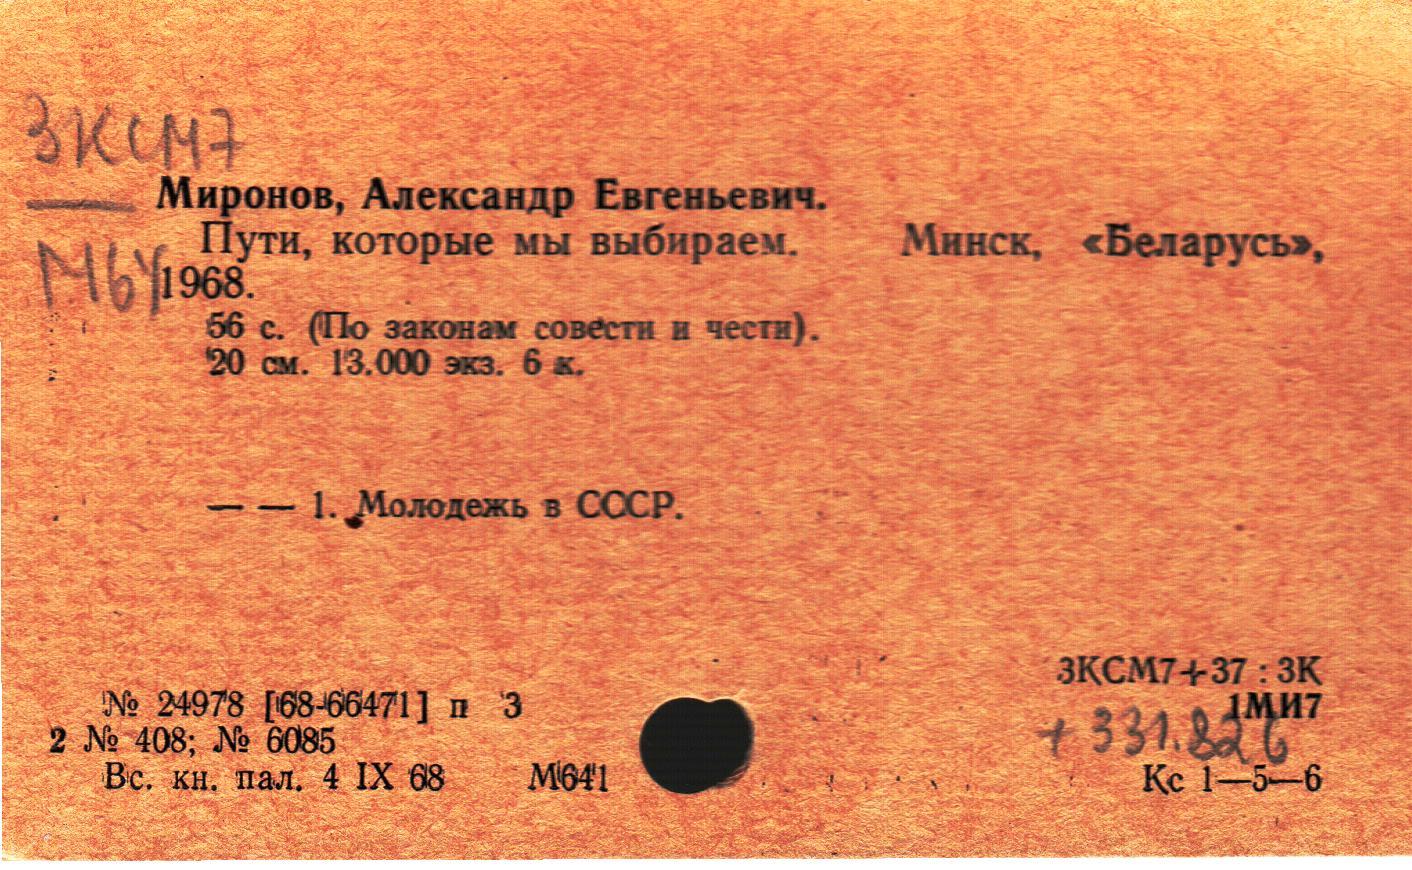 3КСМ7
Миронов, Александр Евгеньевич.
Пути, которые мы выбираем. Минск, «Беларусь»,
1968.
56 с. (По законам совести и чести).
20 см. 13.000 экз. 6 к.
— — 1. Молодежь в СССР.
3КСМ7+37 : 3К
№ 24978 [68-66471] п 3
1МИ7
2 № 408; № 6085
+ 331.826
Вс. кн. пал. 4 IX 68 М641
Кс 1—5—6